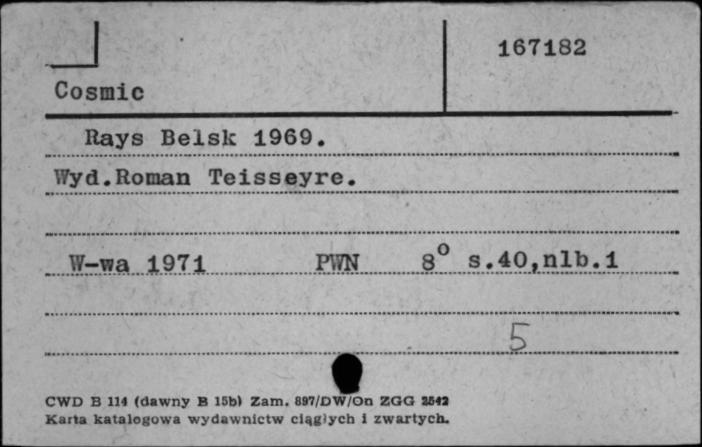 167182
Cosmic
Rays Belsk 1969.
Wyd.Roman Teisseyre.
W-wa 1971 PWN 8° s.40,nlb.1
5
CWD B 114 (dawny B 15b) Zam. 897/DW/On ZGG 2542
Karta katalogowa wydawnictw ciągłych i zwartych.